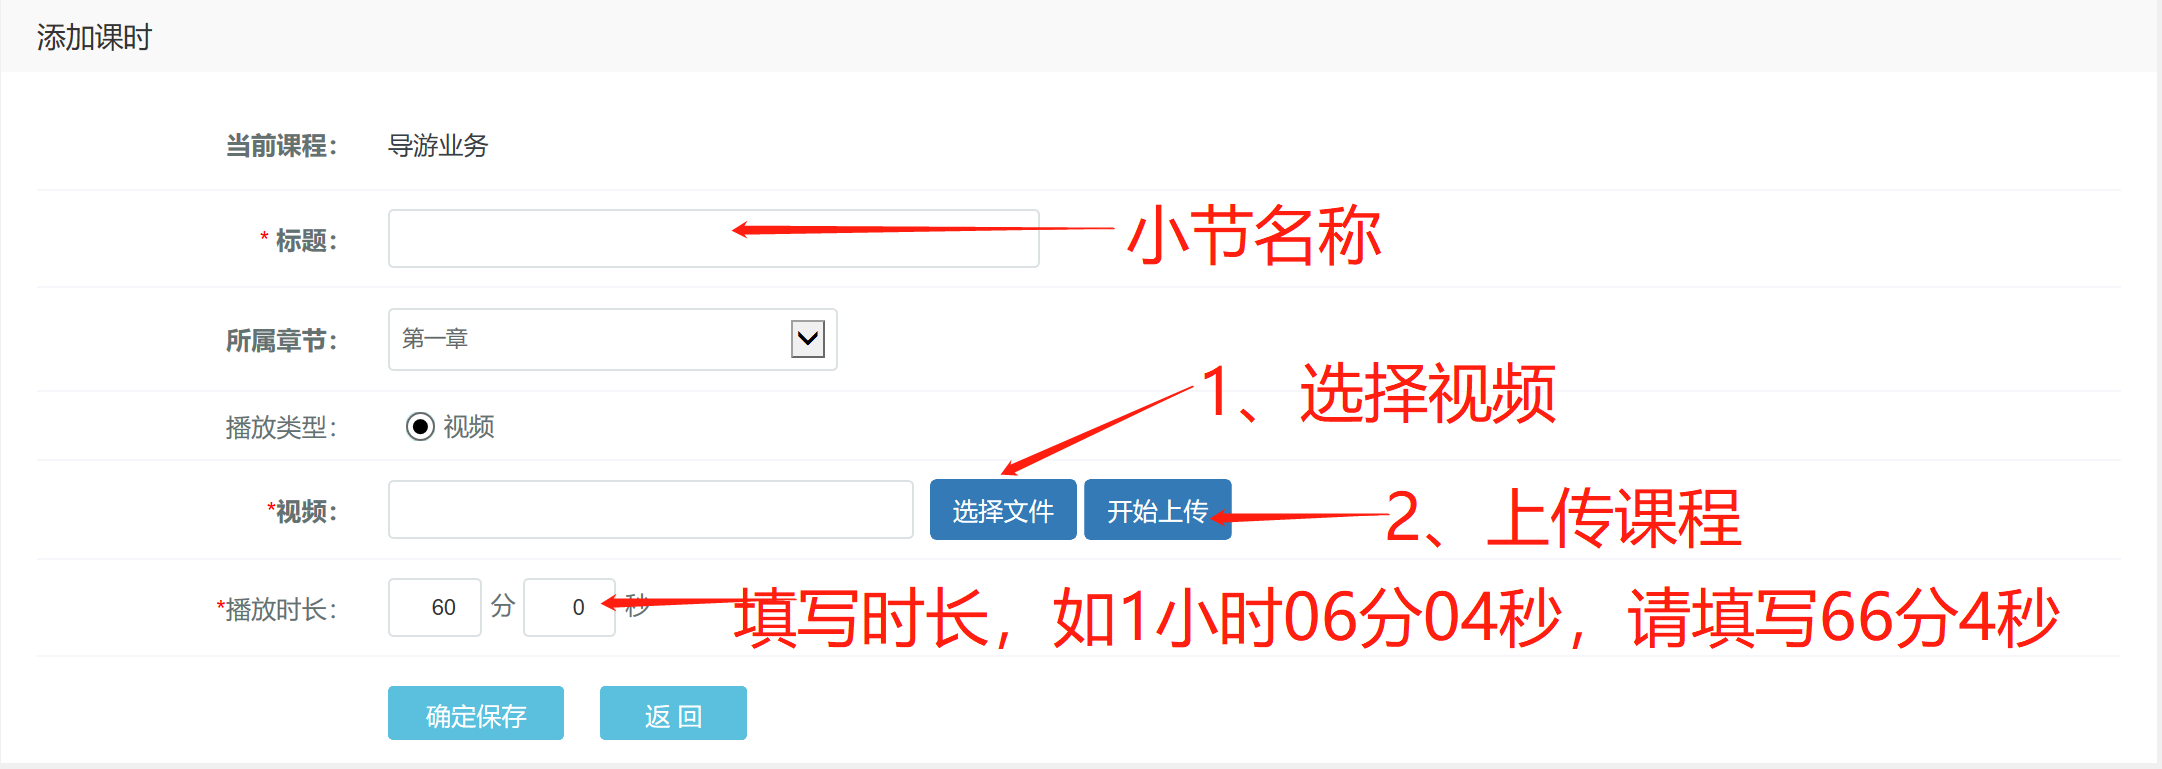 添加课时
当前课程： 导游业务
* 标题： 小节名称
所属章节： 第一章
1、选择视频
播放类型： 视频
*视频： 选择文件 开始上传 2、上传课程
*播放时长： 60 分 0 秒 填写时长，如1小时06分04秒，请填写66分4秒
确定保存 返 回